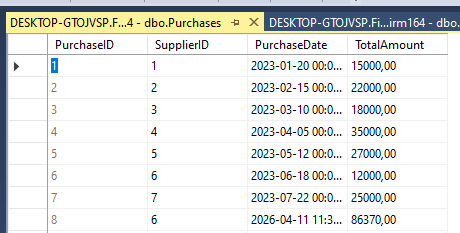 DESKTOP-GTOJVSP.F...4 - dbo.Purchases DESKTOP-GTOJVSP.Fi...irm164 - dbo.
PurchaseID SupplierID PurchaseDate TotalAmount
1 1 2023-01-20 00:0... 15000,00
2 2 2023-02-15 00:0... 22000,00
3 3 2023-03-10 00:0... 18000,00
4 4 2023-04-05 00:0... 35000,00
5 5 2023-05-12 00:0... 27000,00
6 6 2023-06-18 00:0... 12000,00
7 7 2023-07-22 00:0... 25000,00
8 6 2026-04-11 11:3... 86370,00